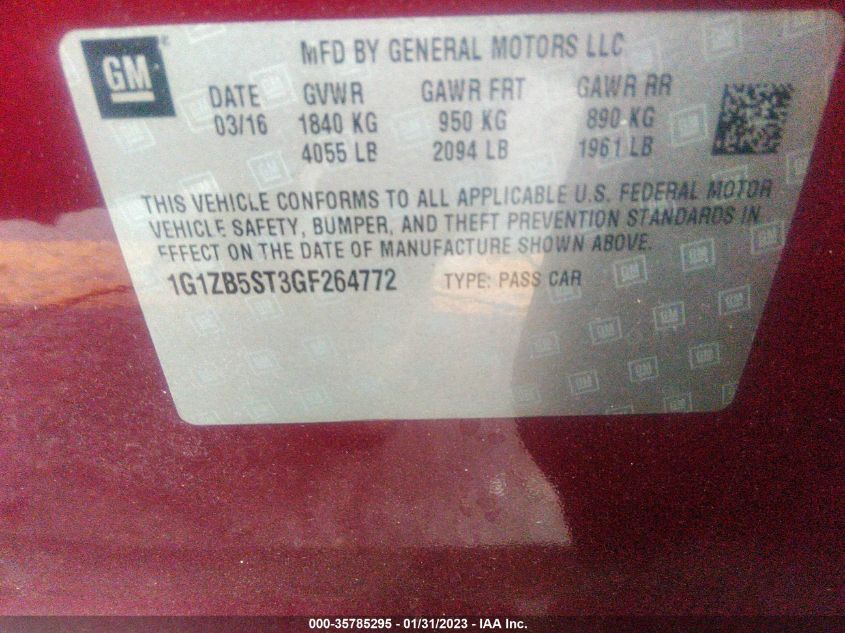 GM
MFD BY GENERAL MOTORS LLC
DATE GVWR GAWR FRT GAWR RR
03/16 1840 KG 950 KG 890 KG
4055 LB 2094 LB 1961 LB
THIS VEHICLE CONFORMS TO ALL APPLICABLE U.S. FEDERAL MOTOR
VEHICLE SAFETY, BUMPER, AND THEFT PREVENTION STANDARDS IN
EFFECT ON THE DATE OF MANUFACTURE SHOWN ABOVE.
1G1ZB5ST3GF264772 TYPE: PASS CAR
000-35785295 - 01/31/2023 - IAA Inc.